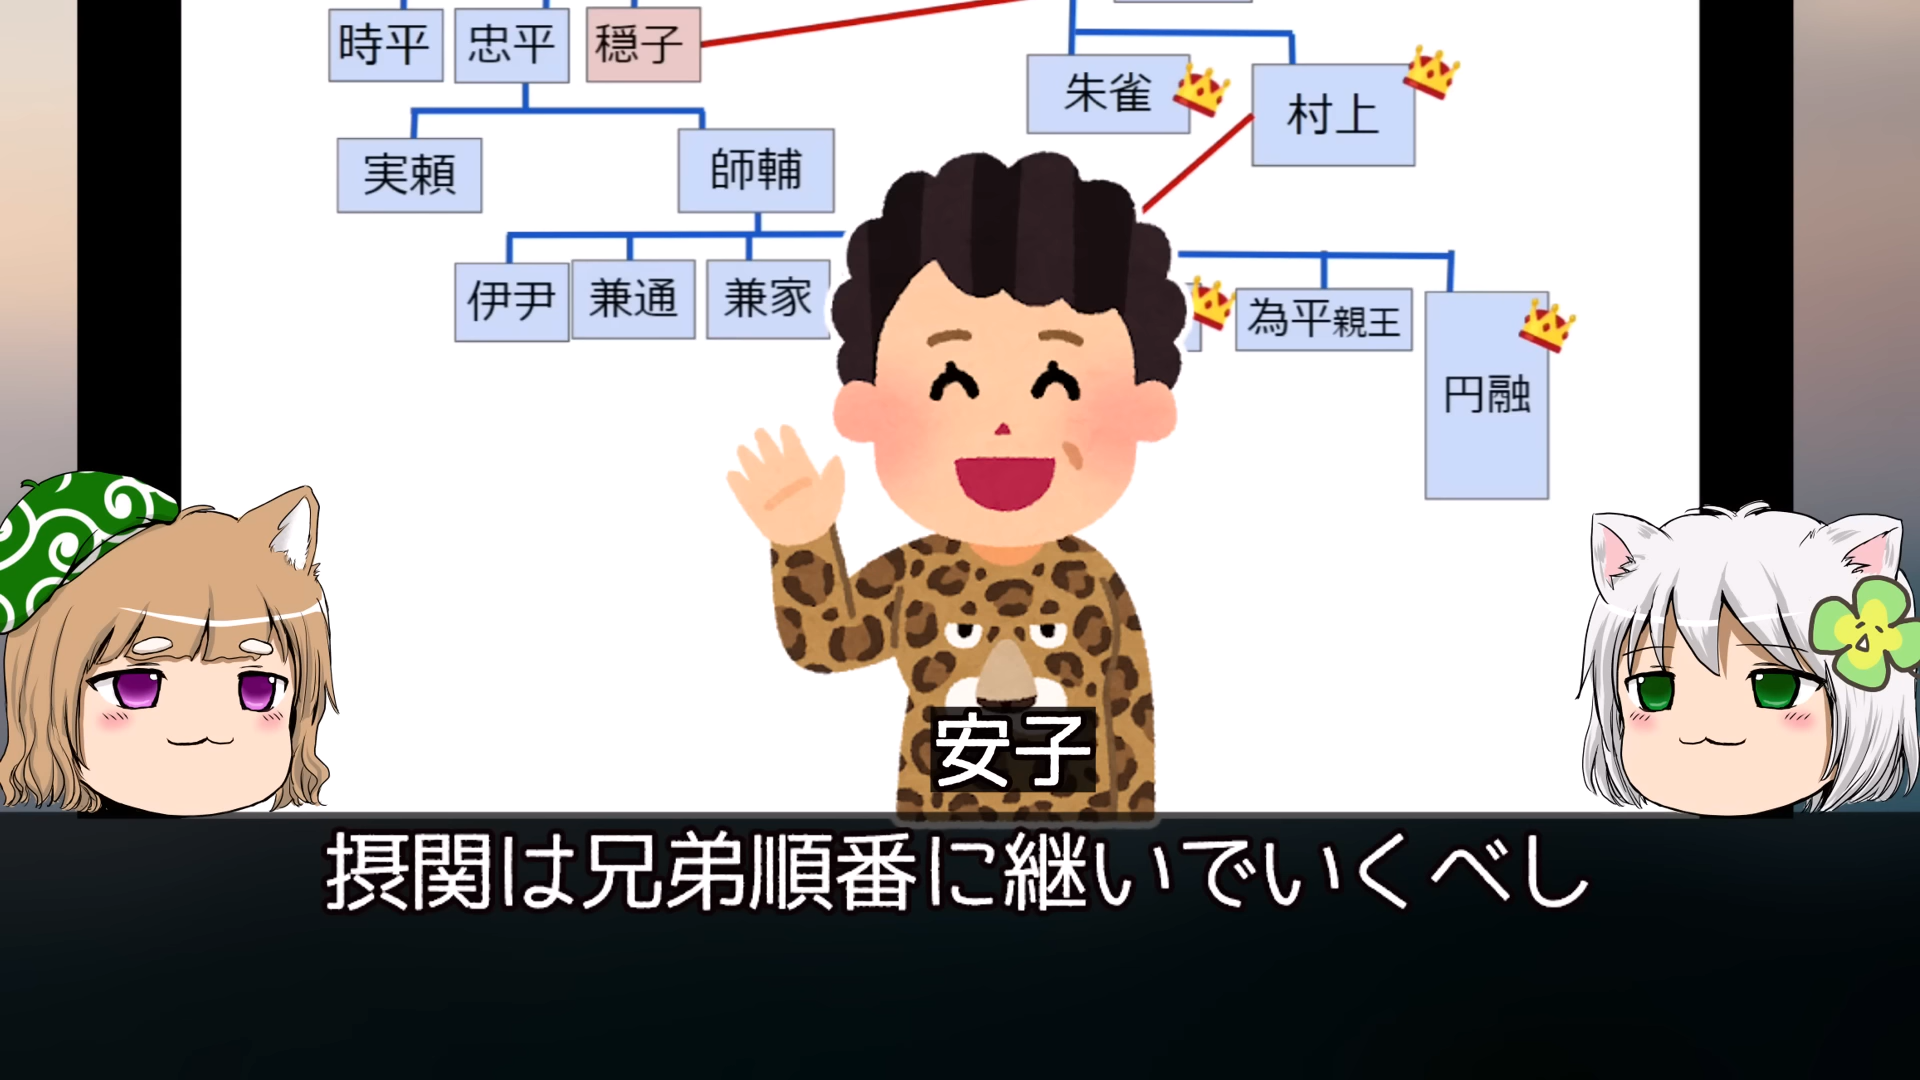 時平
忠平
穏子
朱雀
村上
実頼
師輔
伊尹
兼通
兼家
為平親王
円融
安子
摂関は兄弟順番に継いでいくべし